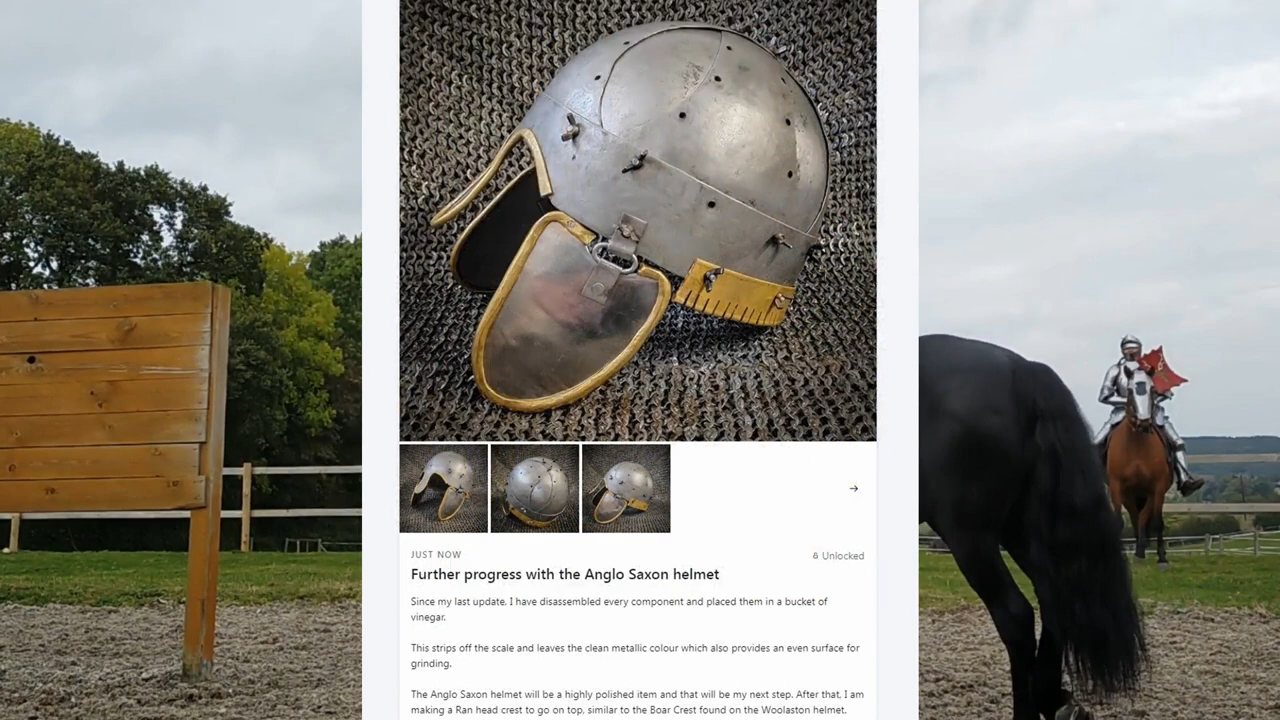 JUST NOW
Unlocked
Further progress with the Anglo Saxon helmet
Since my last update. I have disassembled every component and placed them in a bucket of
vinegar.
This strips off the scale and leaves the clean metallic colour which also provides an even surface for
grinding.
The Anglo Saxon helmet will be a highly polished item and that will be my next step. After that, I am
making a Ran head crest to go on top, similar to the Boar Crest found on the Woolaston helmet.